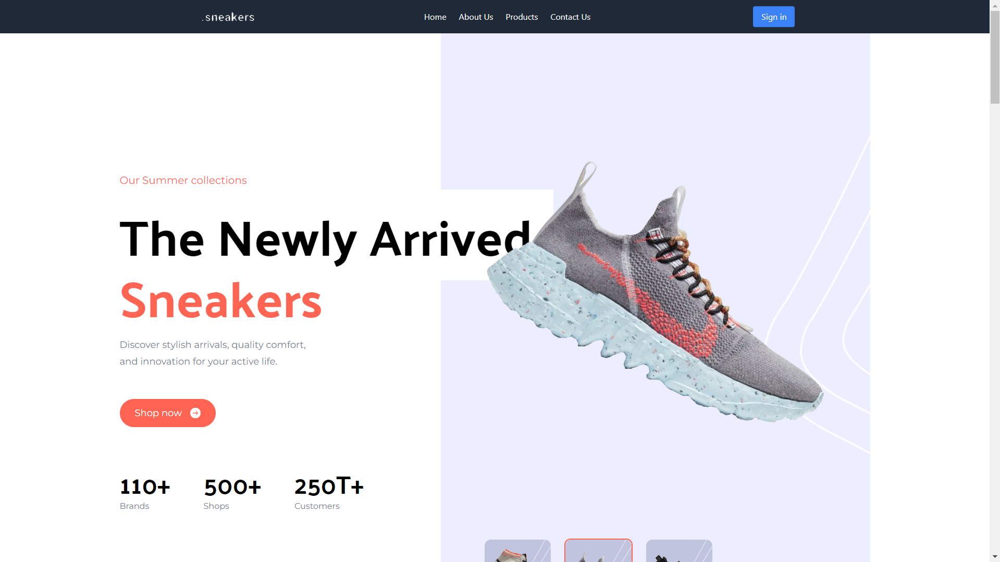 .sneakers
Home About Us Products Contact Us
Sign in
Our Summer collections
The Newly Arrived
Sneakers
Discover stylish arrivals, quality comfort,
and innovation for your active life.
Shop now
110+ 500+ 250T+
Brands Shops Customers